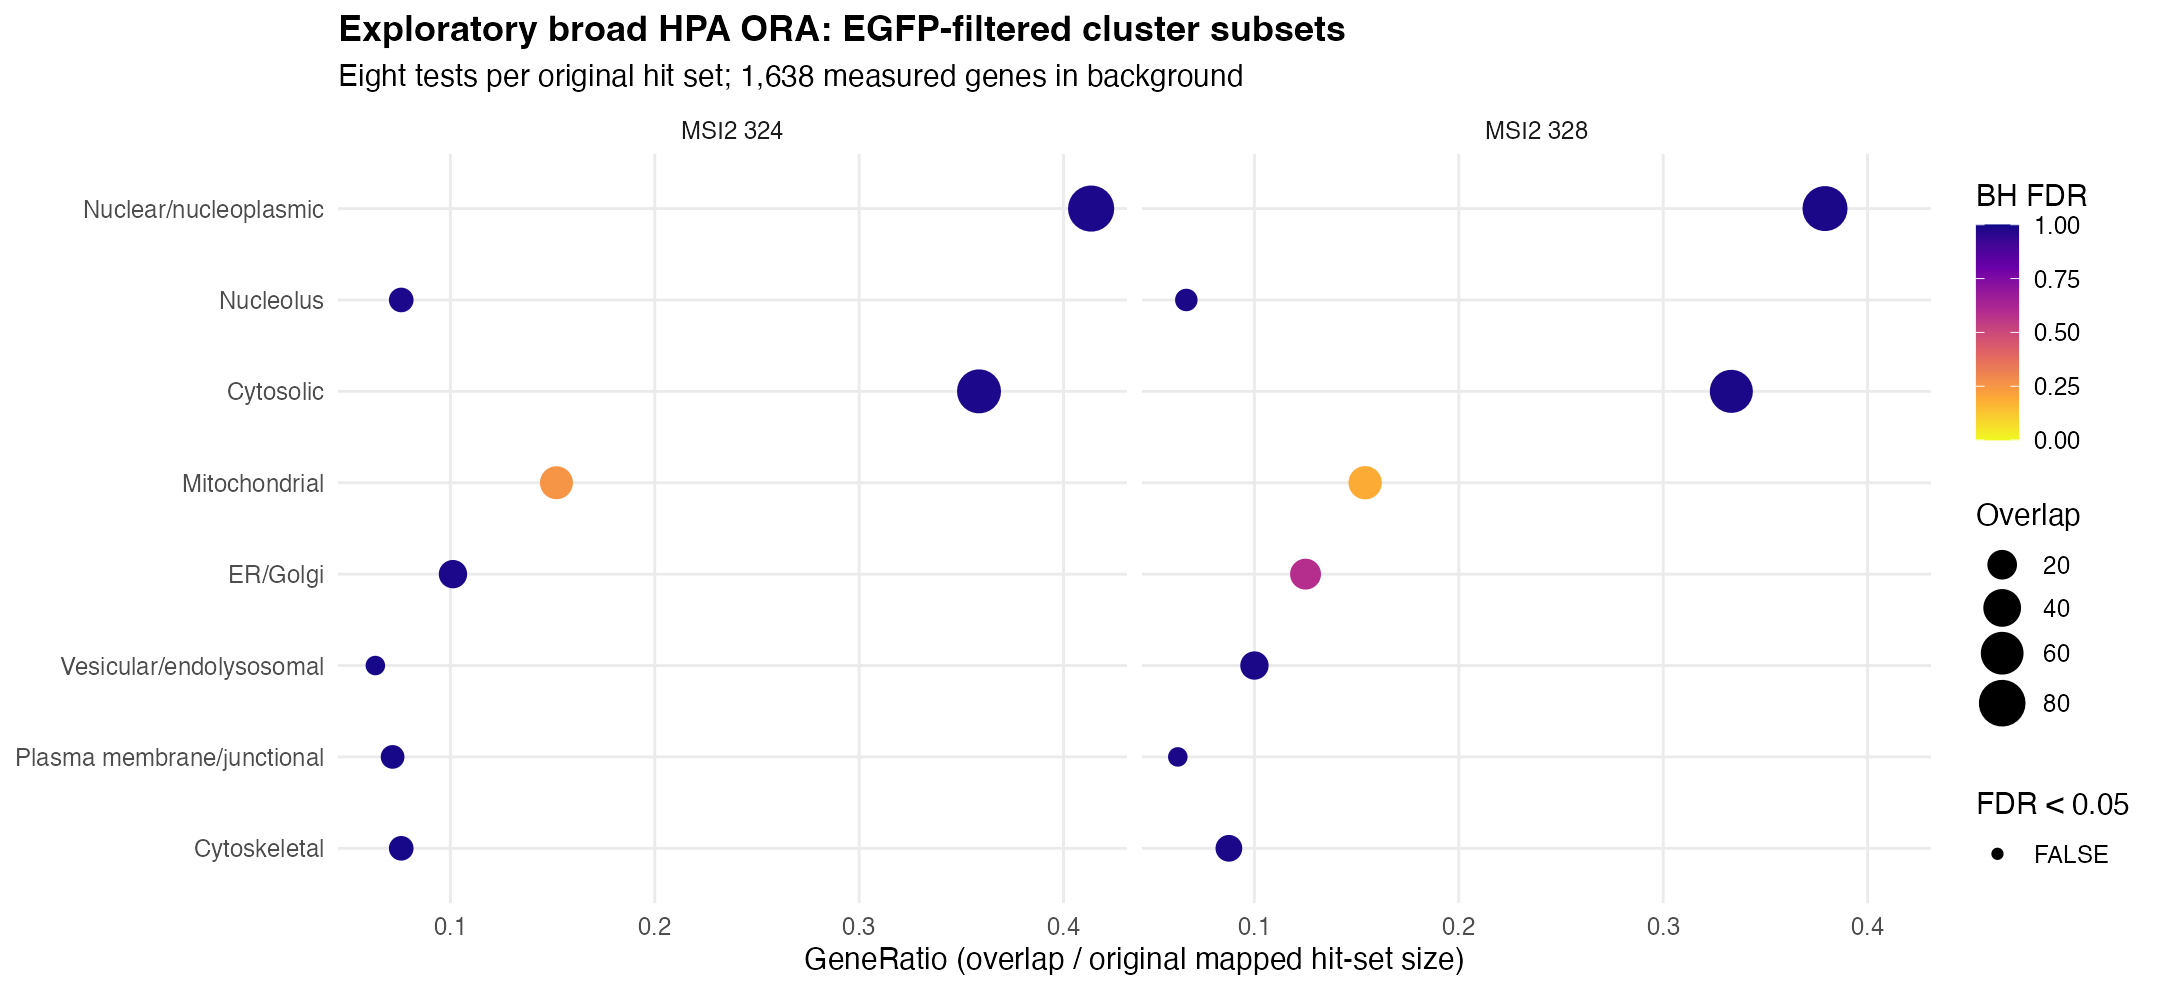 Exploratory broad HPA ORA: EGFP-filtered cluster subsets
Eight tests per original hit set; 1,638 measured genes in background
MSI2 324
MSI2 328
Nuclear/nucleoplasmic
Nucleolus
Cytosolic
Mitochondrial
ER/Golgi
Vesicular/endolysosomal
Plasma membrane/junctional
Cytoskeletal
0.1 0.2 0.3 0.4
0.1 0.2 0.3 0.4
GeneRatio (overlap / original mapped hit-set size)
BH FDR
1.00
0.75
0.50
0.25
0.00
Overlap
20
40
60
80
FDR < 0.05
FALSE